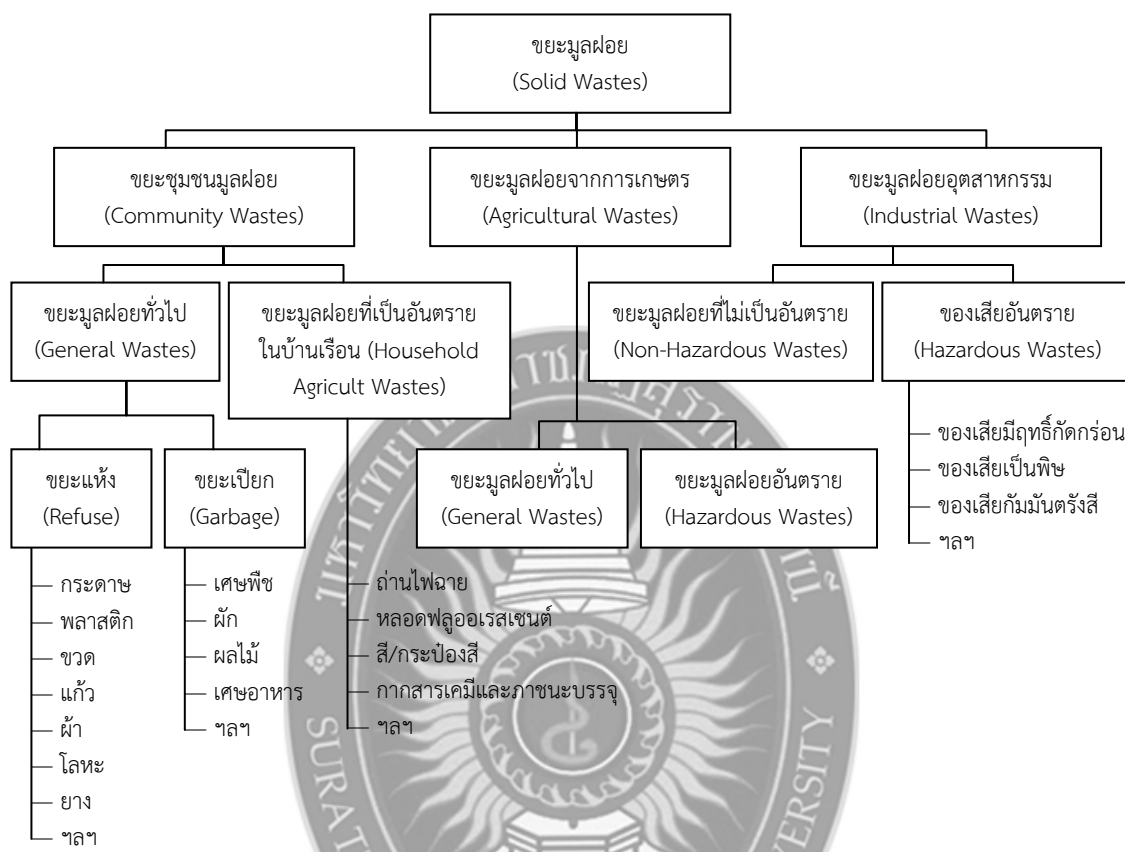 ขยะมูลฝอย
(Solid Wastes)
ขยะชุมชนมูลฝอย
(Community Wastes)
ขยะมูลฝอยจากการเกษตร
(Agricultural Wastes)
ขยะมูลฝอยอุตสาหกรรม
(Industrial Wastes)
ขยะมูลฝอยทั่วไป
(General Wastes)
ขยะมูลฝอยที่เป็นอันตราย
ในบ้านเรือน (Household
Agricult Wastes)
ขยะมูลฝอยที่ไม่เป็นอันตราย
(Non-Hazardous Wastes)
ของเสียอันตราย
(Hazardous Wastes)
ของเสียมีฤทธิ์กัดกร่อน
ของเสียเป็นพิษ
ของเสียกัมมันตรังสี
ฯลฯ
ขยะแห้ง
(Refuse)
ขยะเปียก
(Garbage)
ขยะมูลฝอยทั่วไป
(General Wastes)
ขยะมูลฝอยอันตราย
(Hazardous Wastes)
กระดาษ
พลาสติก
ขวด
แก้ว
ผ้า
โลหะ
ยาง
ฯลฯ
เศษพืช
ผัก
ผลไม้
เศษอาหาร
ฯลฯ
ถ่านไฟฉาย
หลอดฟลูออเรสเซนต์
สี/กระป๋องสี
กากสารเคมีและภาชนะบรรจุ
ฯลฯ